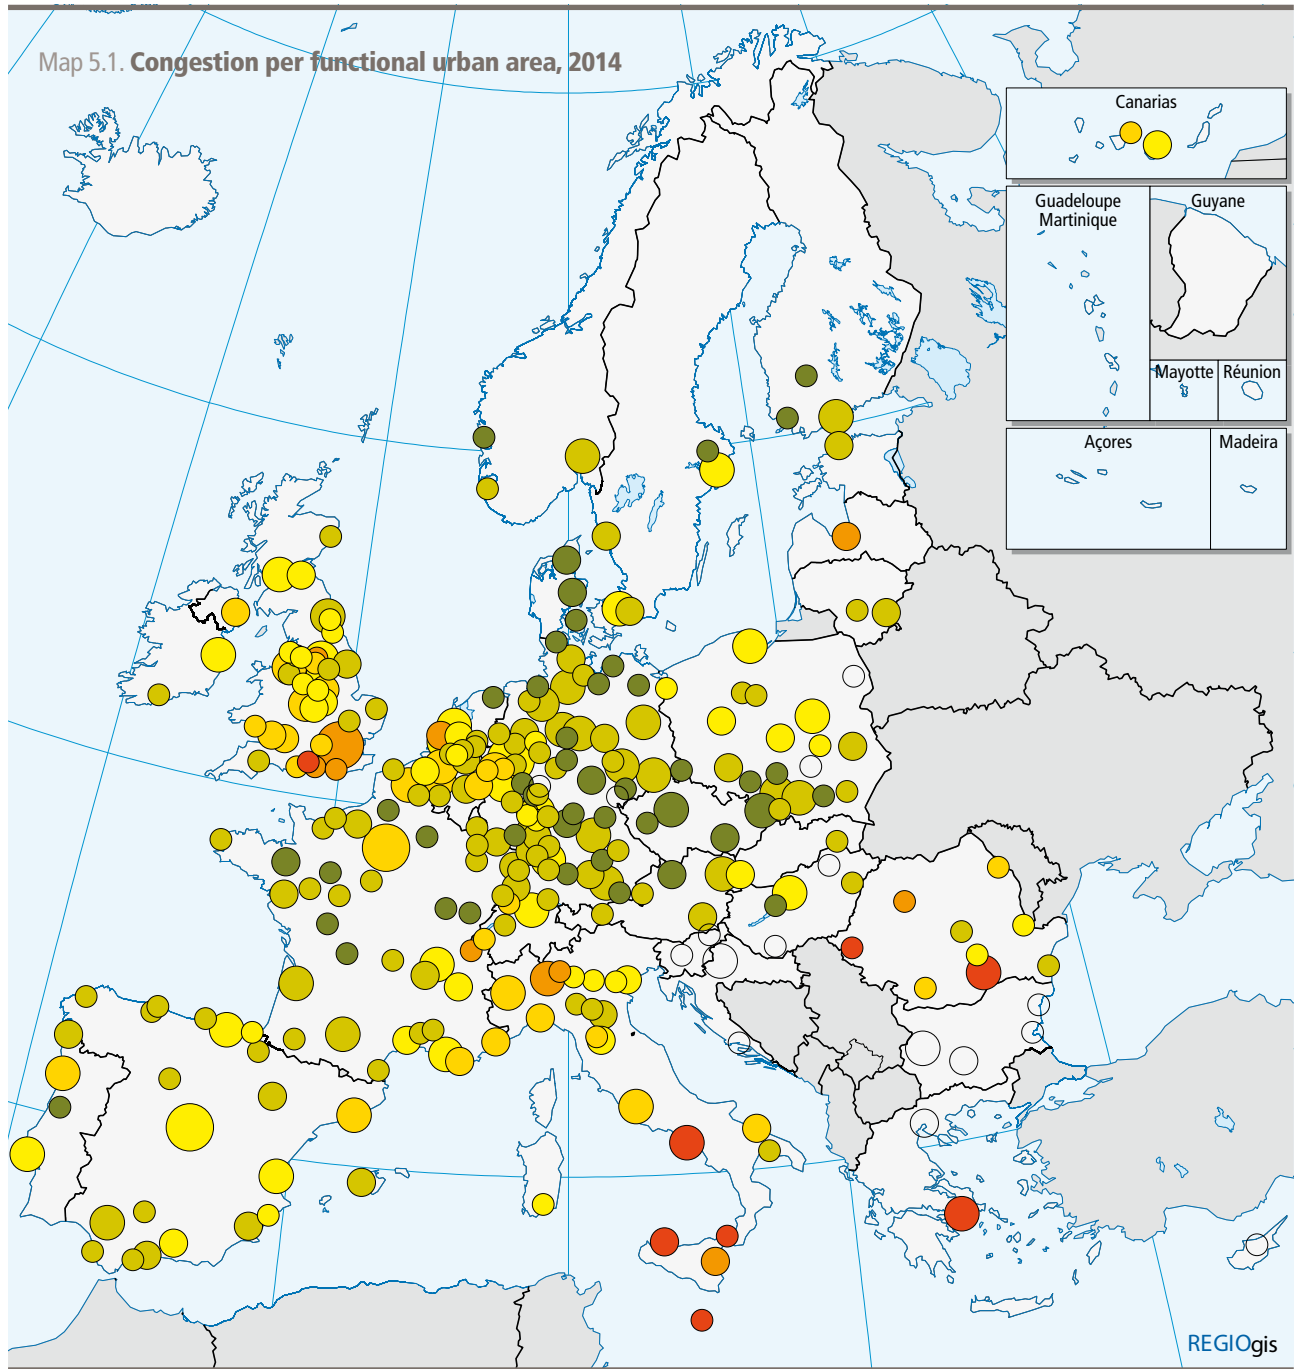 Map 5.1. Congestion per functional urban area, 2014
Canarias
Guadeloupe
Martinique
Guyane
Mayotte
Réunion
Açores
Madeira
REGIOgis